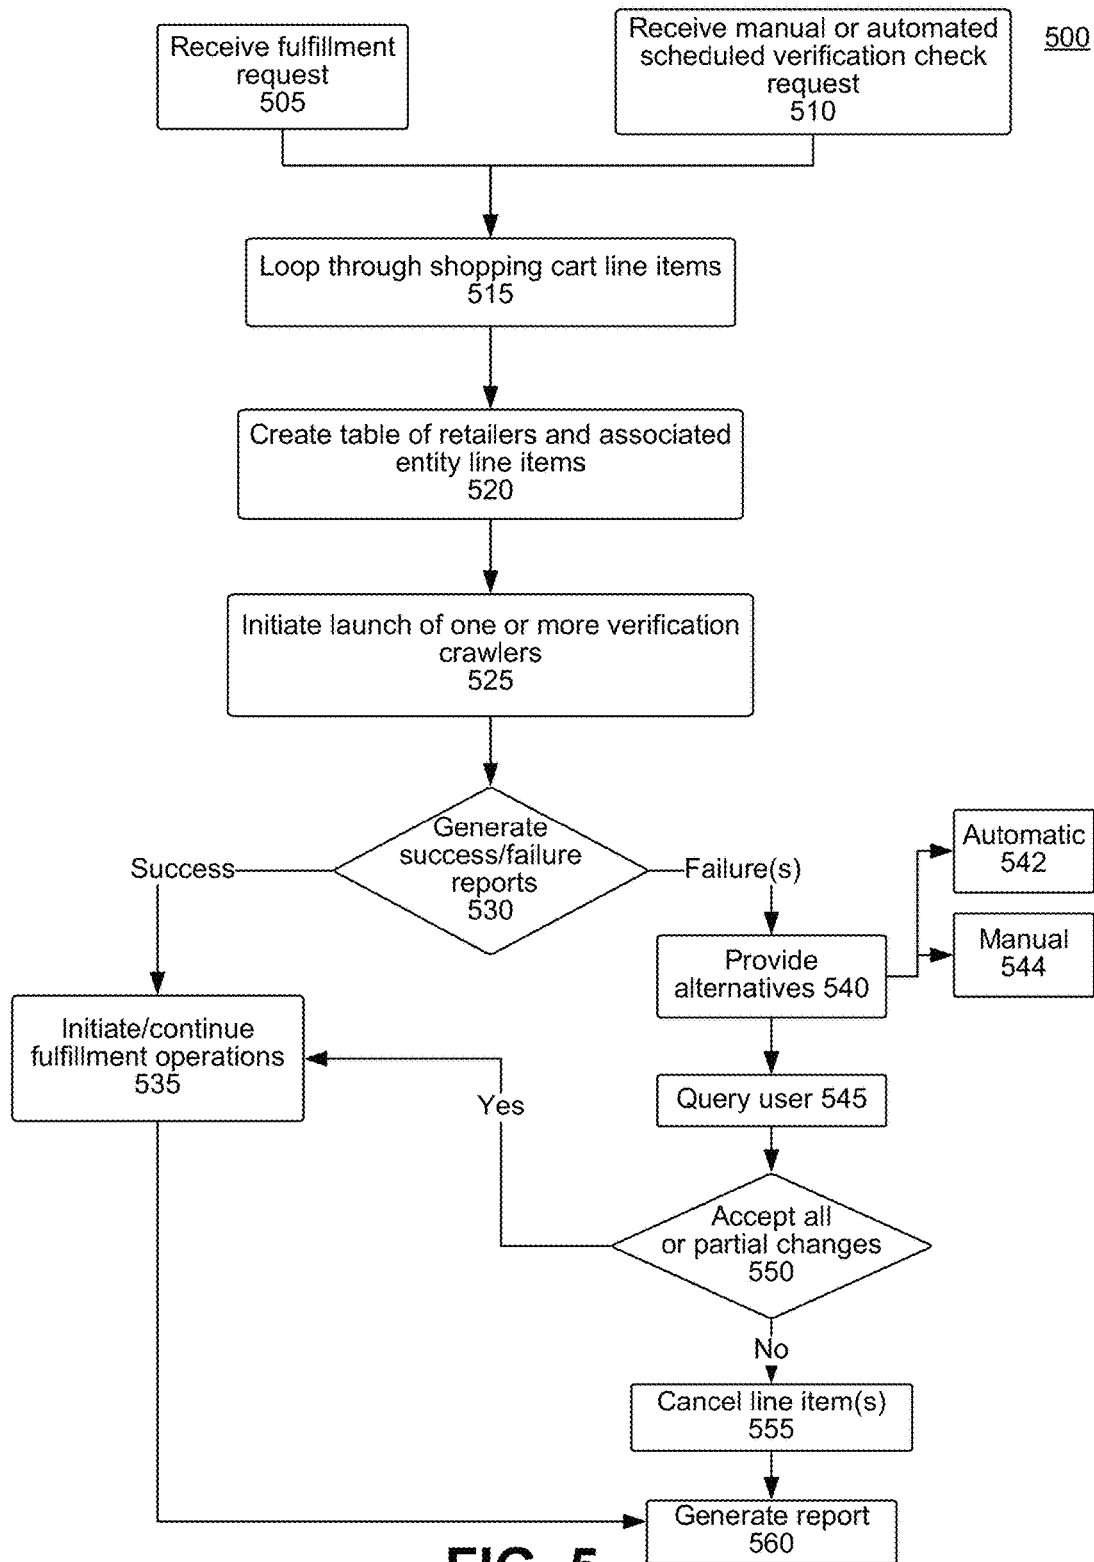 Receive fulfillment
request
505
Receive manual or automated
scheduled verification check
request
510
500
Loop through shopping cart line items
515
Create table of retailers and associated
entity line items
520
Initiate launch of one or more verification
crawlers
525
Generate
success/failure
reports
530
Success
Failure(s)
Automatic
542
Manual
544
Provide
alternatives 540
Initiate/continue
fulfillment operations
535
Query user 545
Yes
Accept all
or partial changes
550
No
Cancel line item(s)
555
Generate report
560
FIG. 5